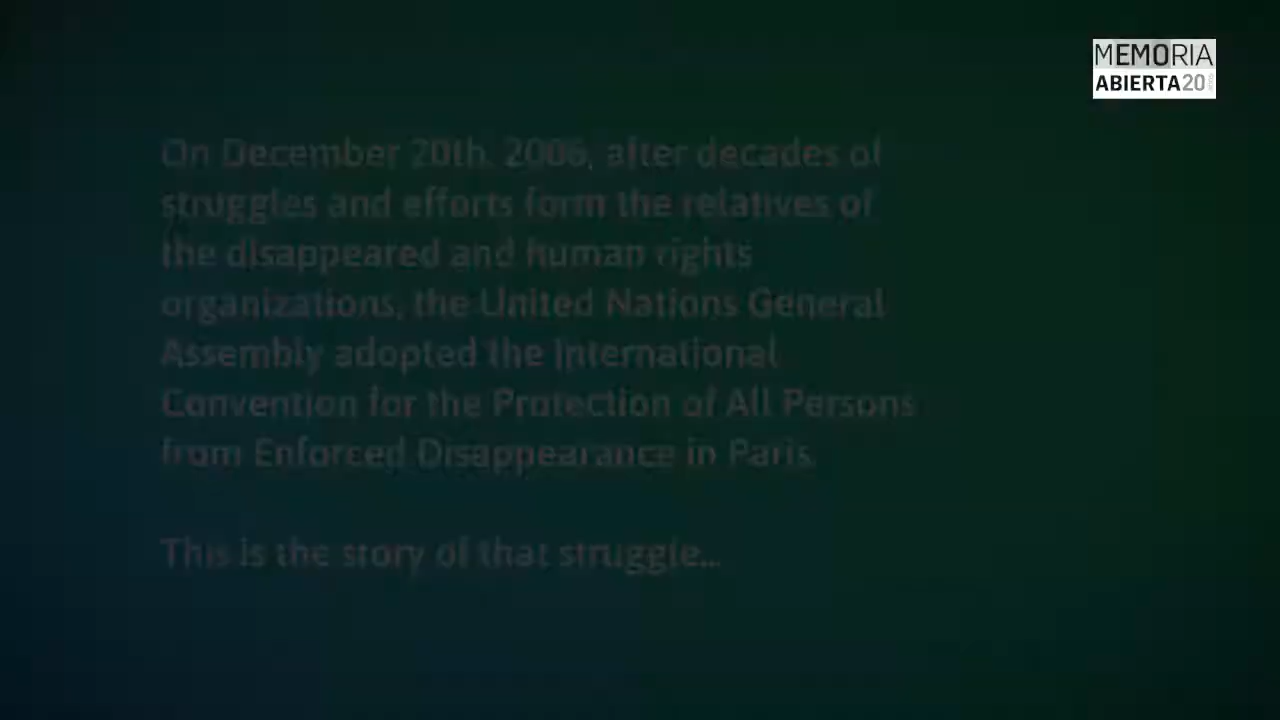 MEMORIA
ABIERTA20
On December 20th, 2006, after decades of
struggles and efforts form the relatives of
the disappeared and human rights
organizations, the United Nations General
Assembly adopted the International
Convention for the Protection of All Persons
from Enforced Disappearance in Paris.
This is the story of that struggle...